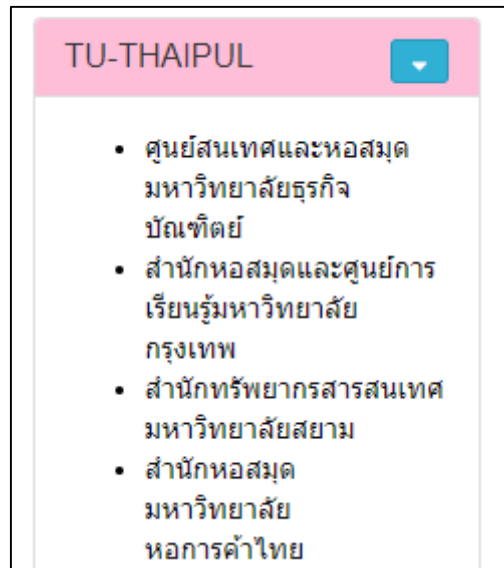 TU-THAIPUL
• ศูนย์สนเทศและหอสมุด
มหาวิทยาลัยธุรกิจ
บัณฑิตย์
• สำนักหอสมุดและศูนย์การ
เรียนรู้มหาวิทยาลัย
กรุงเทพ
• สำนักทรัพยากรสารสนเทศ
มหาวิทยาลัยสยาม
• สำนักหอสมุด
มหาวิทยาลัย
หอการค้าไทย